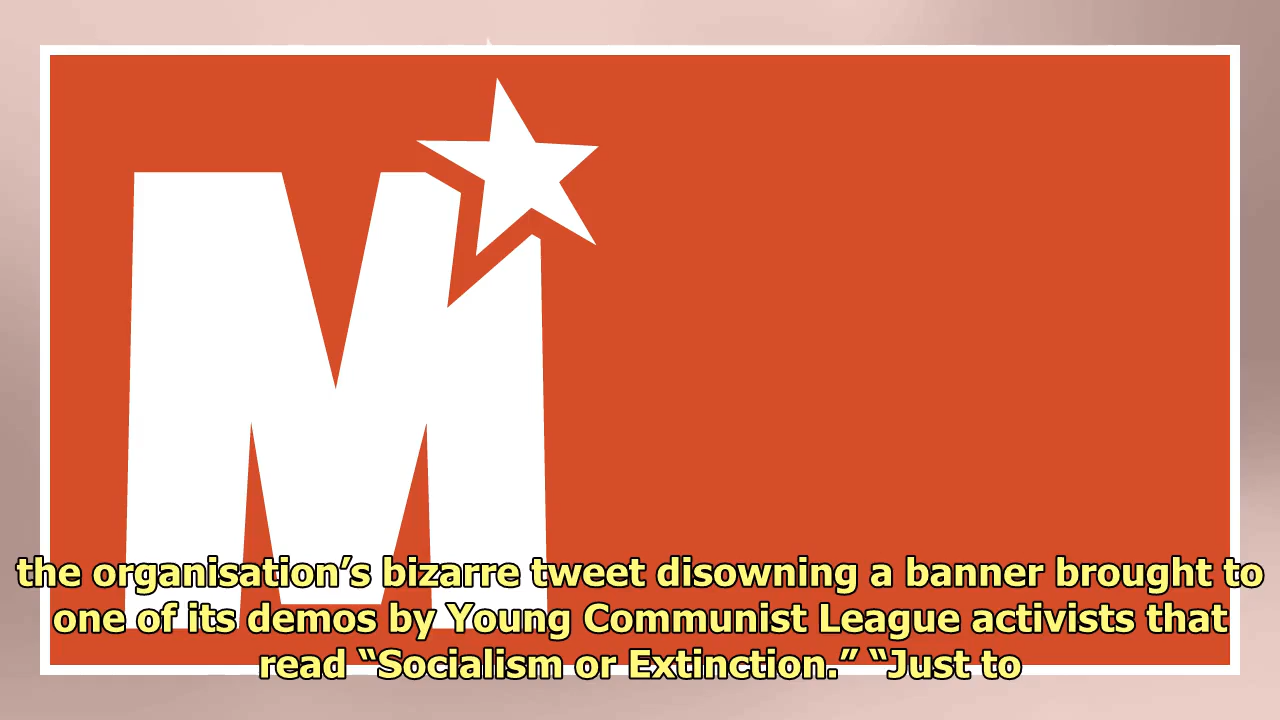 M
the organisation’s bizarre tweet disowning a banner brought to
one of its demos by Young Communist League activists that
read “Socialism or Extinction.” “Just to